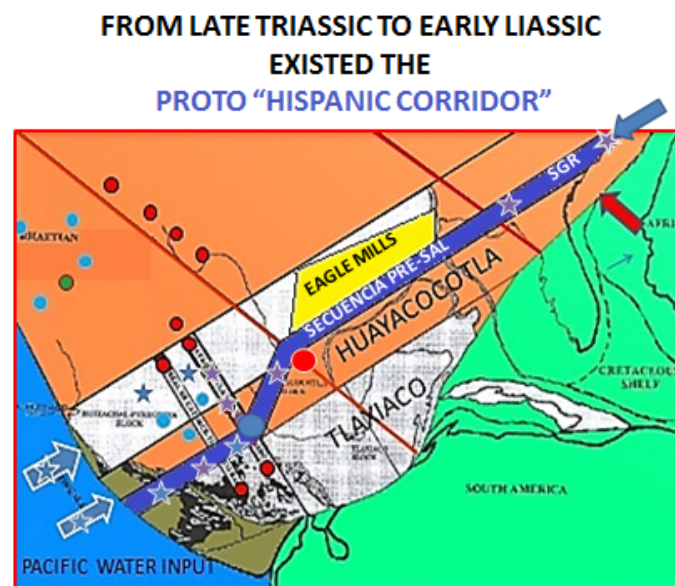 FROM LATE TRIASSIC TO EARLY LIASSIC
EXISTED THE
PROTO "HISPANIC CORRIDOR"
SGR
EAGLE MILLS
SECUENCIA PRE-SAL
HUAYACOCOTLA
TLAXIACO
CRETACEOUS
SHELF
BLOCK
SOUTH AMERICA
PACIFIC WATER INPUT